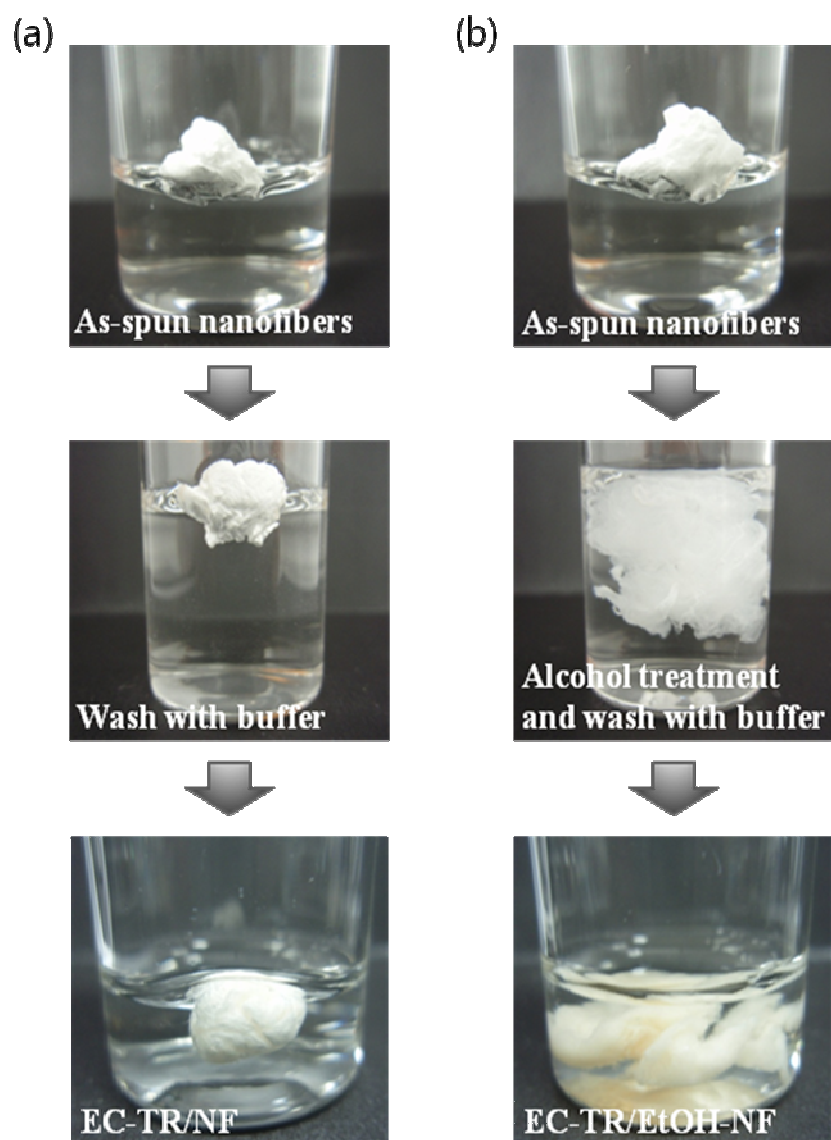 (a)
(b)
As-spun nanofibers
As-spun nanofibers
Wash with buffer
Alcohol treatment
and wash with buffer
EC-TR/NF
EC-TR/EtOH-NF